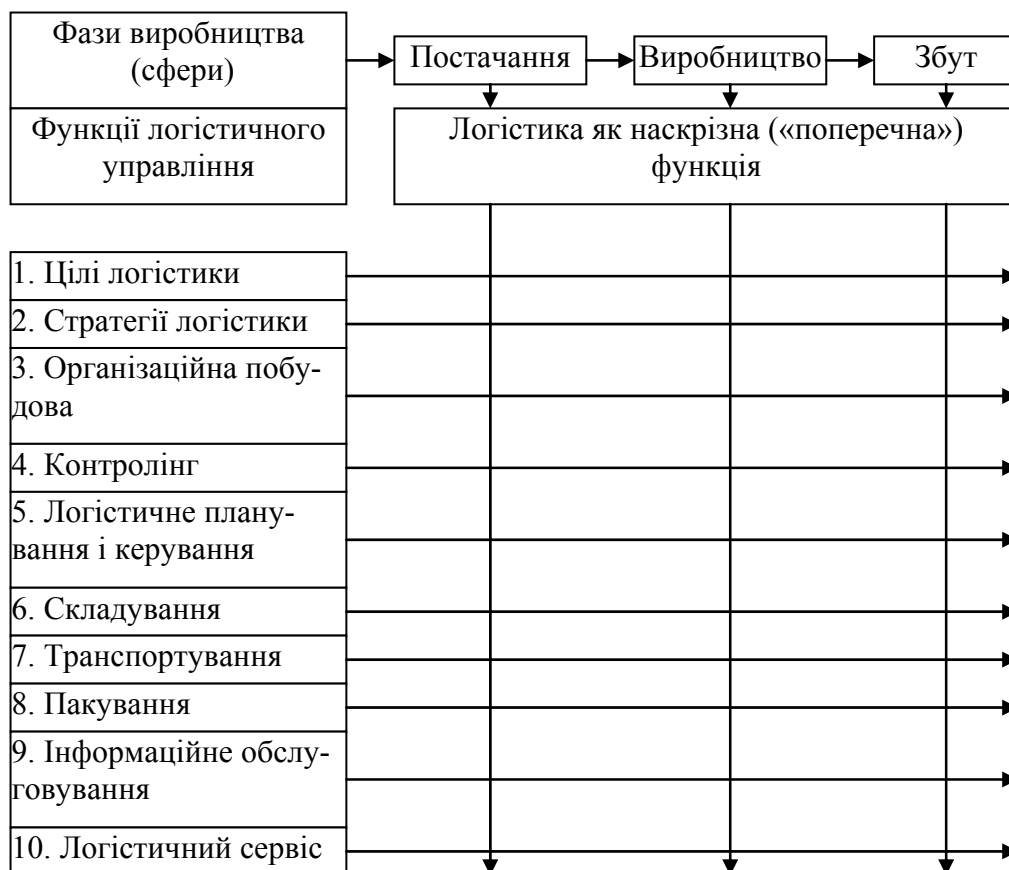 Фази виробництва
(сфери)
Постачання
Виробництво
Збут
Функції логістичного
управління
Логістика як наскрізна («поперечна»)
функція
1. Цілі логістики
2. Стратегії логістики
3. Організаційна побу-
дова
4. Контролінг
5. Логістичне плану-
вання і керування
6. Складування
7. Транспортування
8. Пакування
9. Інформаційне обслу-
говування
10. Логістичний сервіс